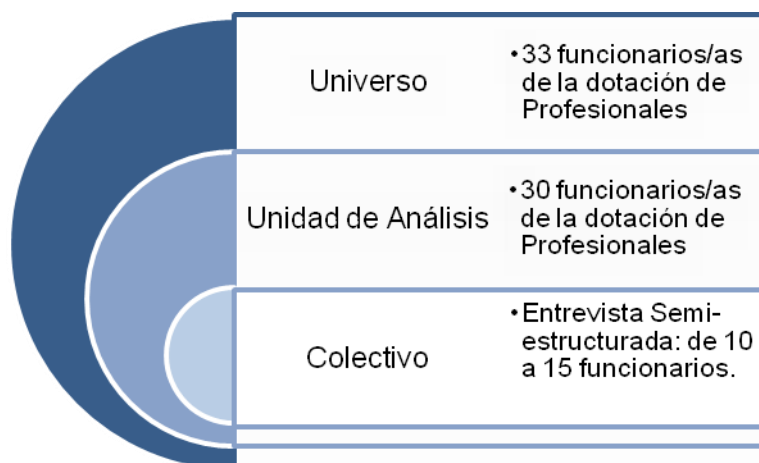 Universo
•33 funcionarios/as
de la dotación de
Profesionales
Unidad de Análisis
•30 funcionarios/as
de la dotación de
Profesionales
Colectivo
•Entrevista Semi-
estructurada: de 10
a 15 funcionarios.